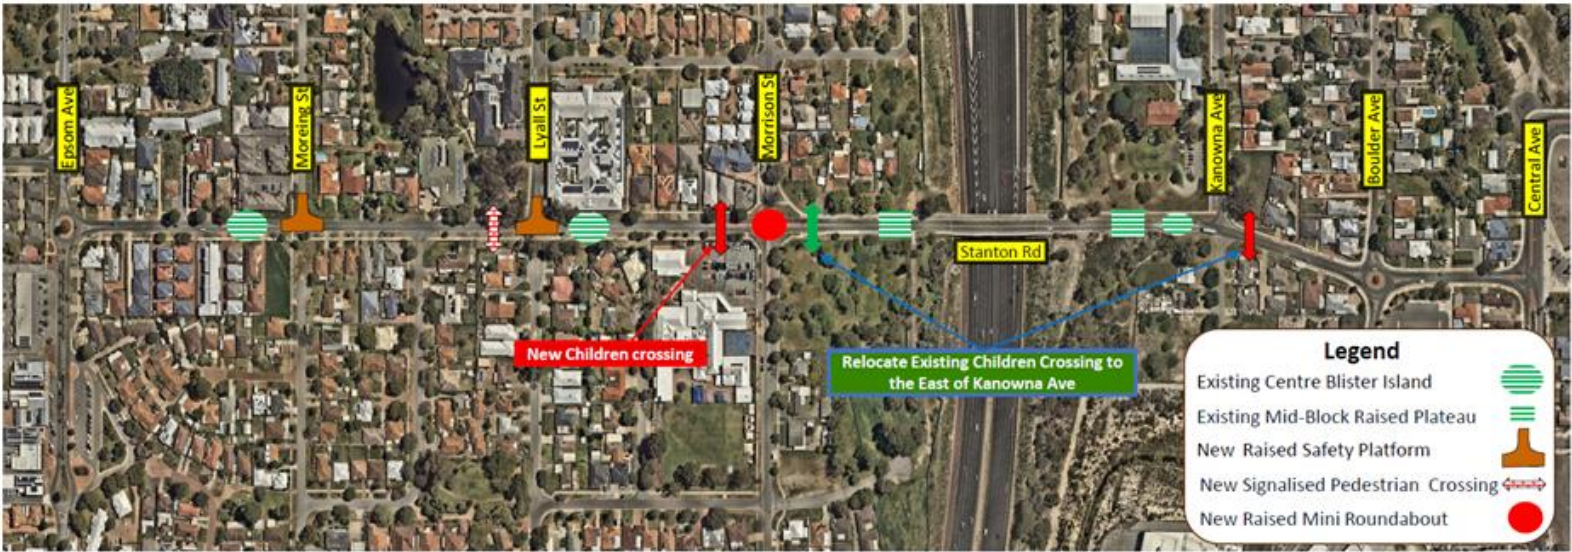 Epsom Ave
Moreing St
Lyall St
Morrison St
Kanowna Ave
Boulder Ave
Central Ave
Stanton Rd
New Children crossing
Relocate Existing Children Crossing to
the East of Kanowna Ave
Legend
Existing Centre Blister Island
Existing Mid-Block Raised Plateau
New Raised Safety Platform
New Signalised Pedestrian Crossing
New Raised Mini Roundabout